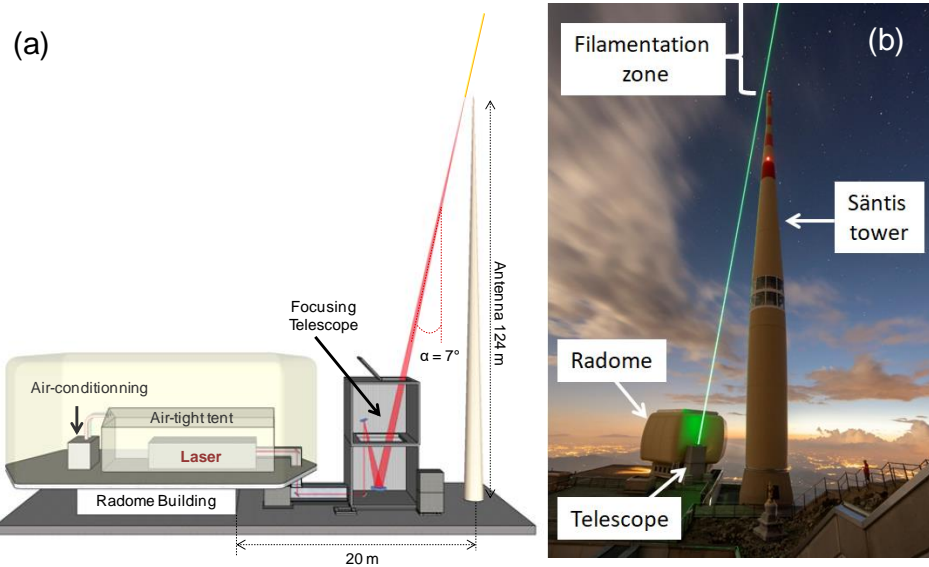 (a)
Focusing
Telescope
α = 7°
Antenna 124 m
Air-conditionning
Air-tight tent
Laser
Radome Building
20 m
(b)
Filamentation
zone
Säntis
tower
Radome
Telescope